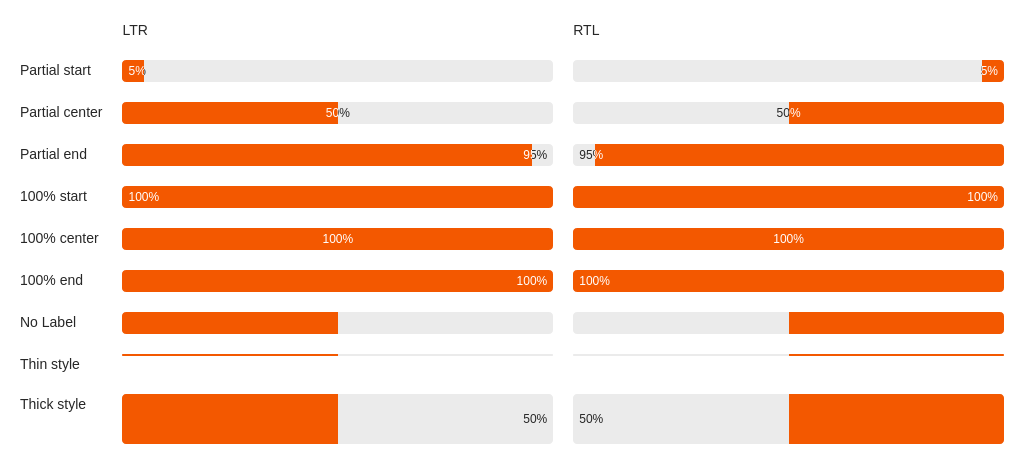 LTR RTL
Partial start 5% 5%
Partial center 50% 50%
Partial end 95% 95%
100% start 100% 100%
100% center 100% 100%
100% end 100% 100%
No Label
Thin style
Thick style 50% 50%